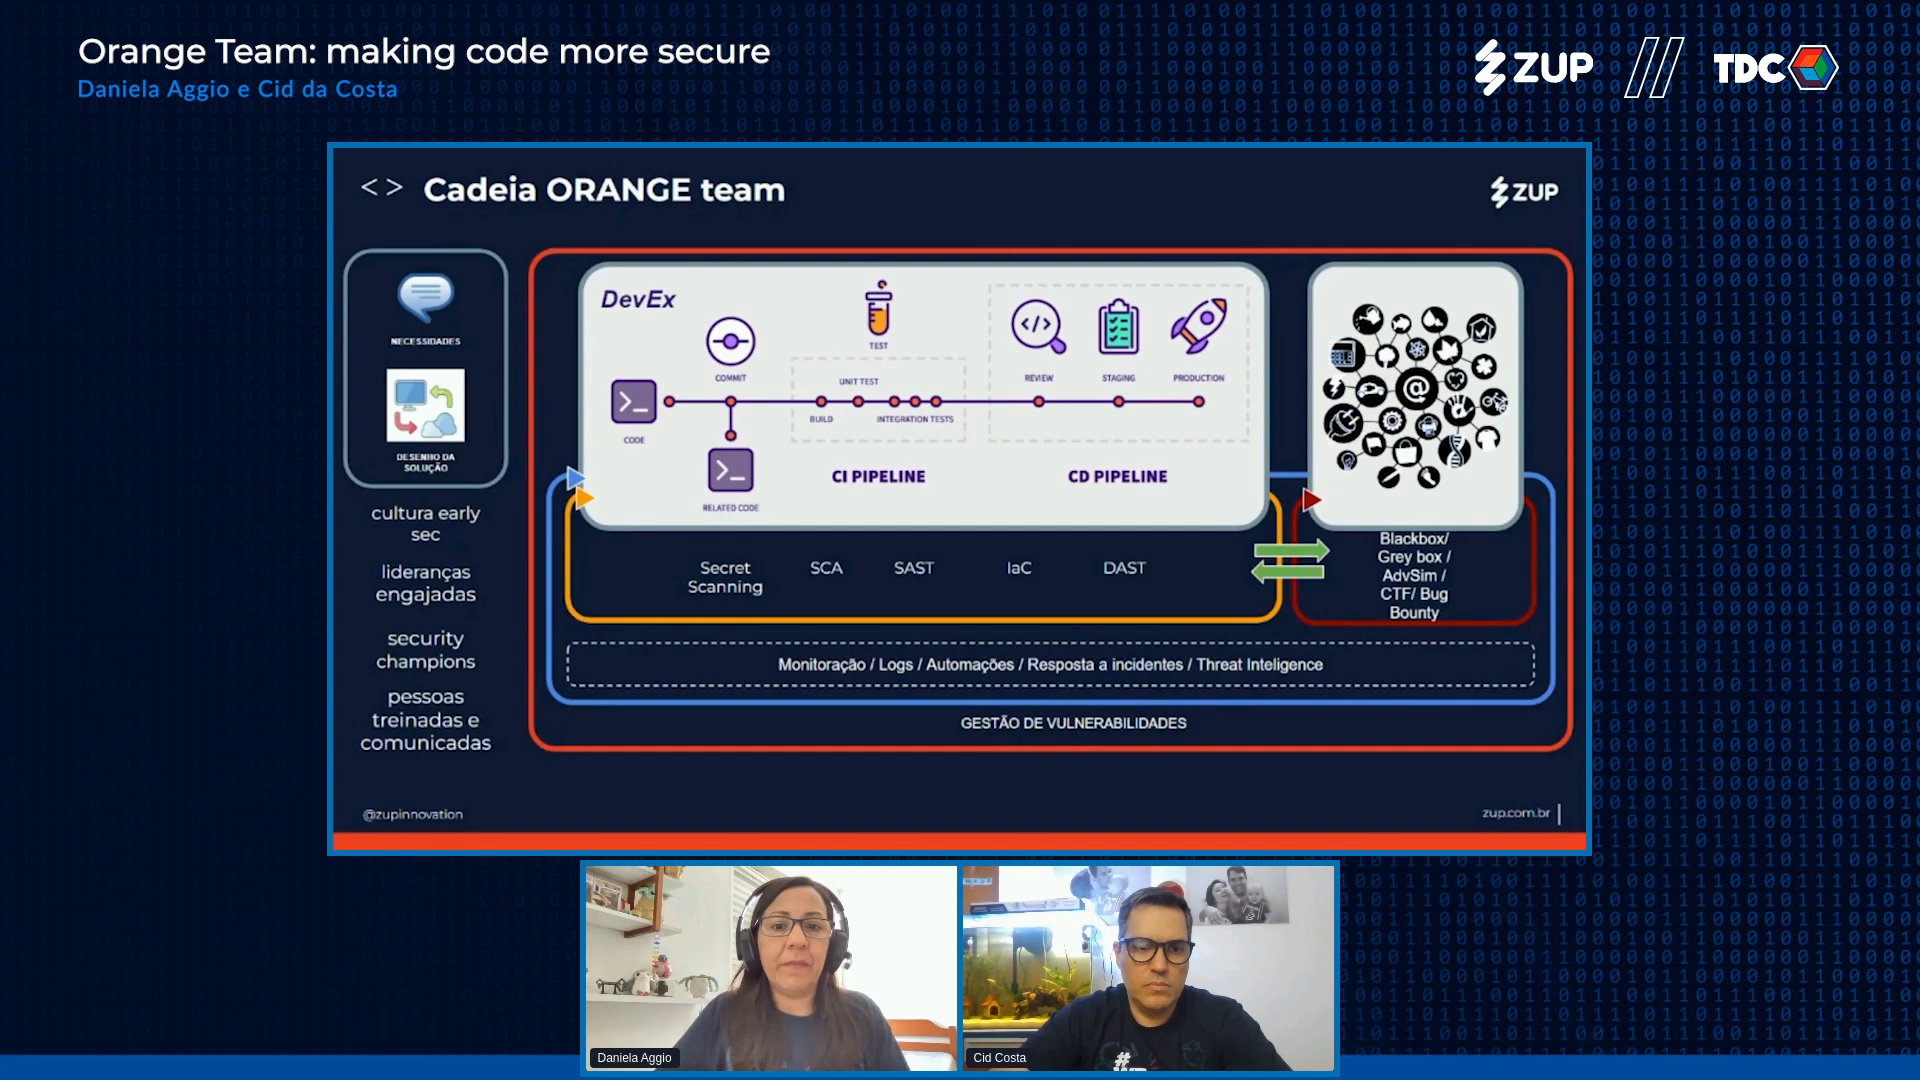 Orange Team: making code more secure
Daniela Aggio e Cid da Costa
ZUP
TDC
< > Cadeia ORANGE team
ZUP
NECESSIDADES
DESENHO DA
SOLUÇÃO
cultura early
sec
lideranças
engajadas
security
champions
pessoas
treinadas e
comunicadas
DevEx
TEST
COMMIT
UNIT TEST
REVIEW
STAGING
PRODUCTION
BUILD
INTEGRATION TESTS
CODE
CI PIPELINE
CD PIPELINE
RELATED CODE
Secret
Scanning
SCA
SAST
IaC
DAST
Blackbox/
Grey box /
AdvSim /
CTF/ Bug
Bounty
Monitoração / Logs / Automações / Resposta a incidentes / Threat Inteligence
GESTÃO DE VULNERABILIDADES
@zupinnovation
zup.com.br
Daniela Aggio
Cid Costa